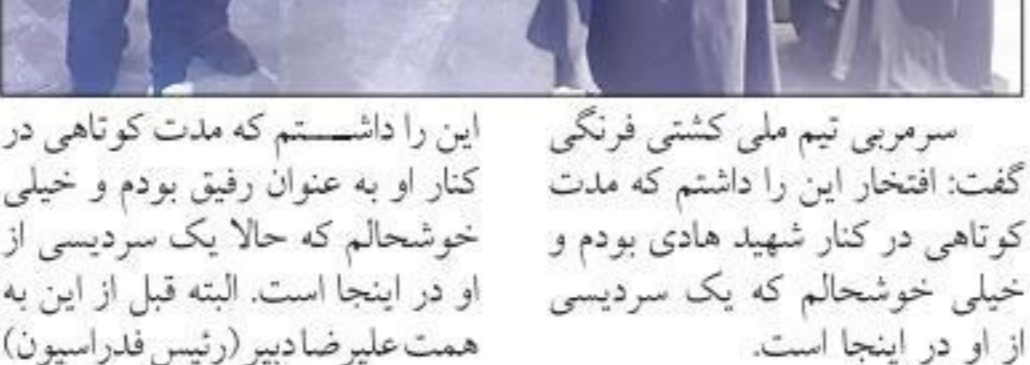 سرمربی تیم ملی کشتی فرنگی
گفت: افتخار این را داشتم که مدت
کوتاهی در کنار شهید هادی بودم و
خیلی خوشحالم که یک سردیسی
از او در اینجا است.
این را داشتم که مدت کوتاهی در
کنار او به عنوان رفیق بودم و خیلی
خوشحالم که حالا یک سردیسی از
او در اینجا است. البته قبل از این به
همت علیرضا دبیر (رئیس فدراسیون)